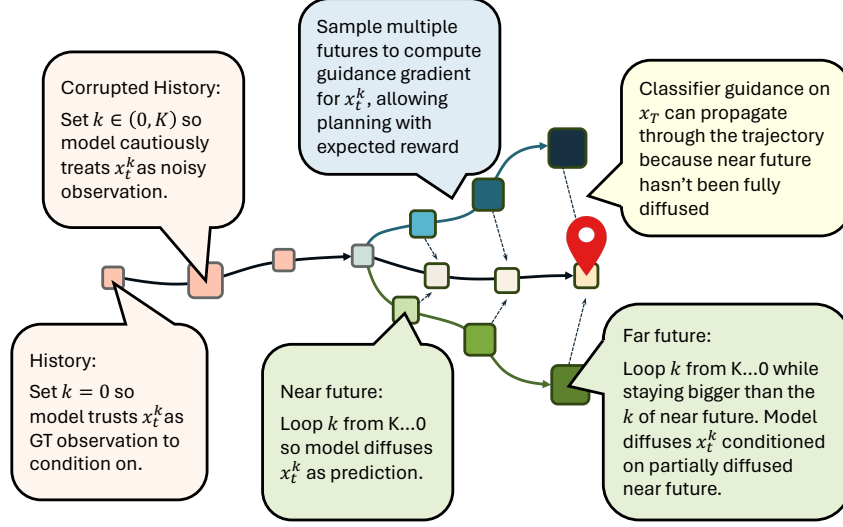 Corrupted History:
Set k ∈ (0, K) so
model cautiously
treats x_t^k as noisy
observation.
Sample multiple
futures to compute
guidance gradient
for x_t^k, allowing
planning with
expected reward
Classifier guidance on
x_T can propagate
through the trajectory
because near future
hasn't been fully
diffused
History:
Set k = 0 so
model trusts x_t^k as
GT observation to
condition on.
Near future:
Loop k from K...0
so model diffuses
x_t^k as prediction.
Far future:
Loop k from K...0 while
staying bigger than the
k of near future. Model
diffuses x_t^k conditioned
on partially diffused
near future.